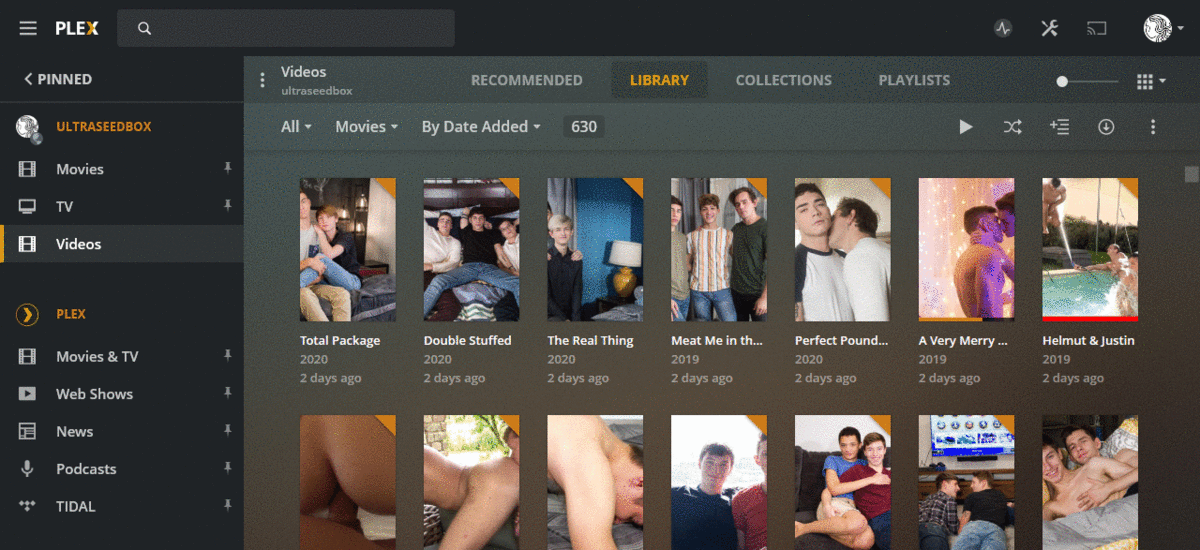 PLEX
PINNED
Videos
ultraseedbox
RECOMMENDED
LIBRARY
COLLECTIONS
PLAYLISTS
ULTRASEEDBOX
All
Movies
By Date Added
630
Movies
TV
Videos
PLEX
Movies & TV
Web Shows
News
Podcasts
TIDAL
Total Package
2020
2 days ago
Double Stuffed
2020
2 days ago
The Real Thing
2020
2 days ago
Meat Me in th...
2019
2 days ago
Perfect Pound...
2020
2 days ago
A Very Merry ...
2019
2 days ago
Helmut & Justin
2019
2 days ago